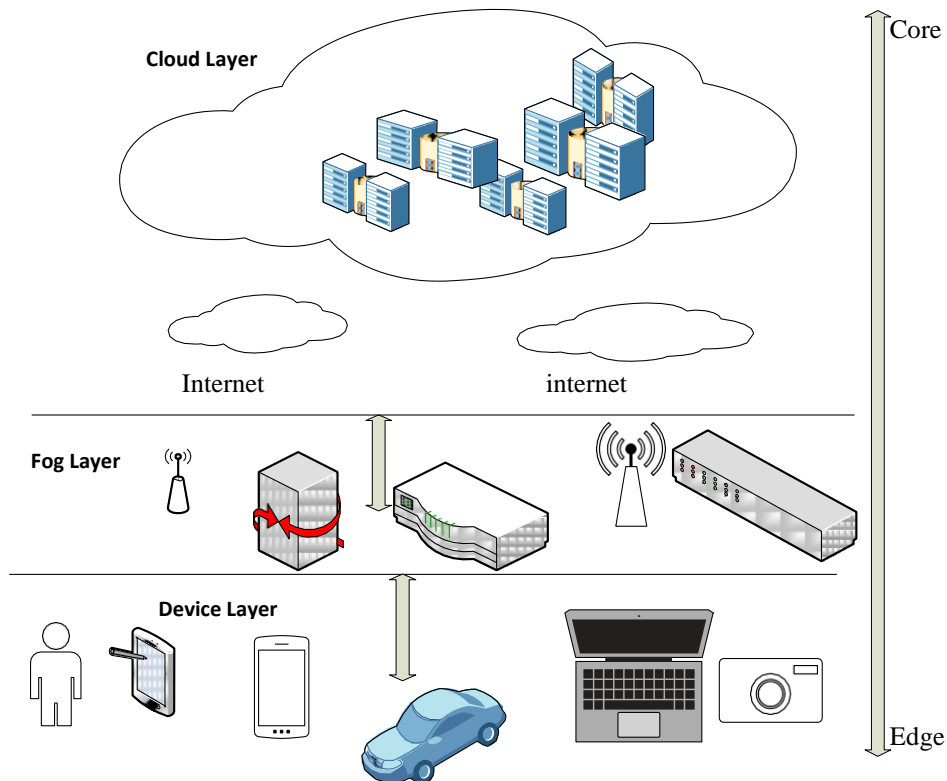 Core
Cloud Layer
Internet
internet
Fog Layer
Device Layer
Edge